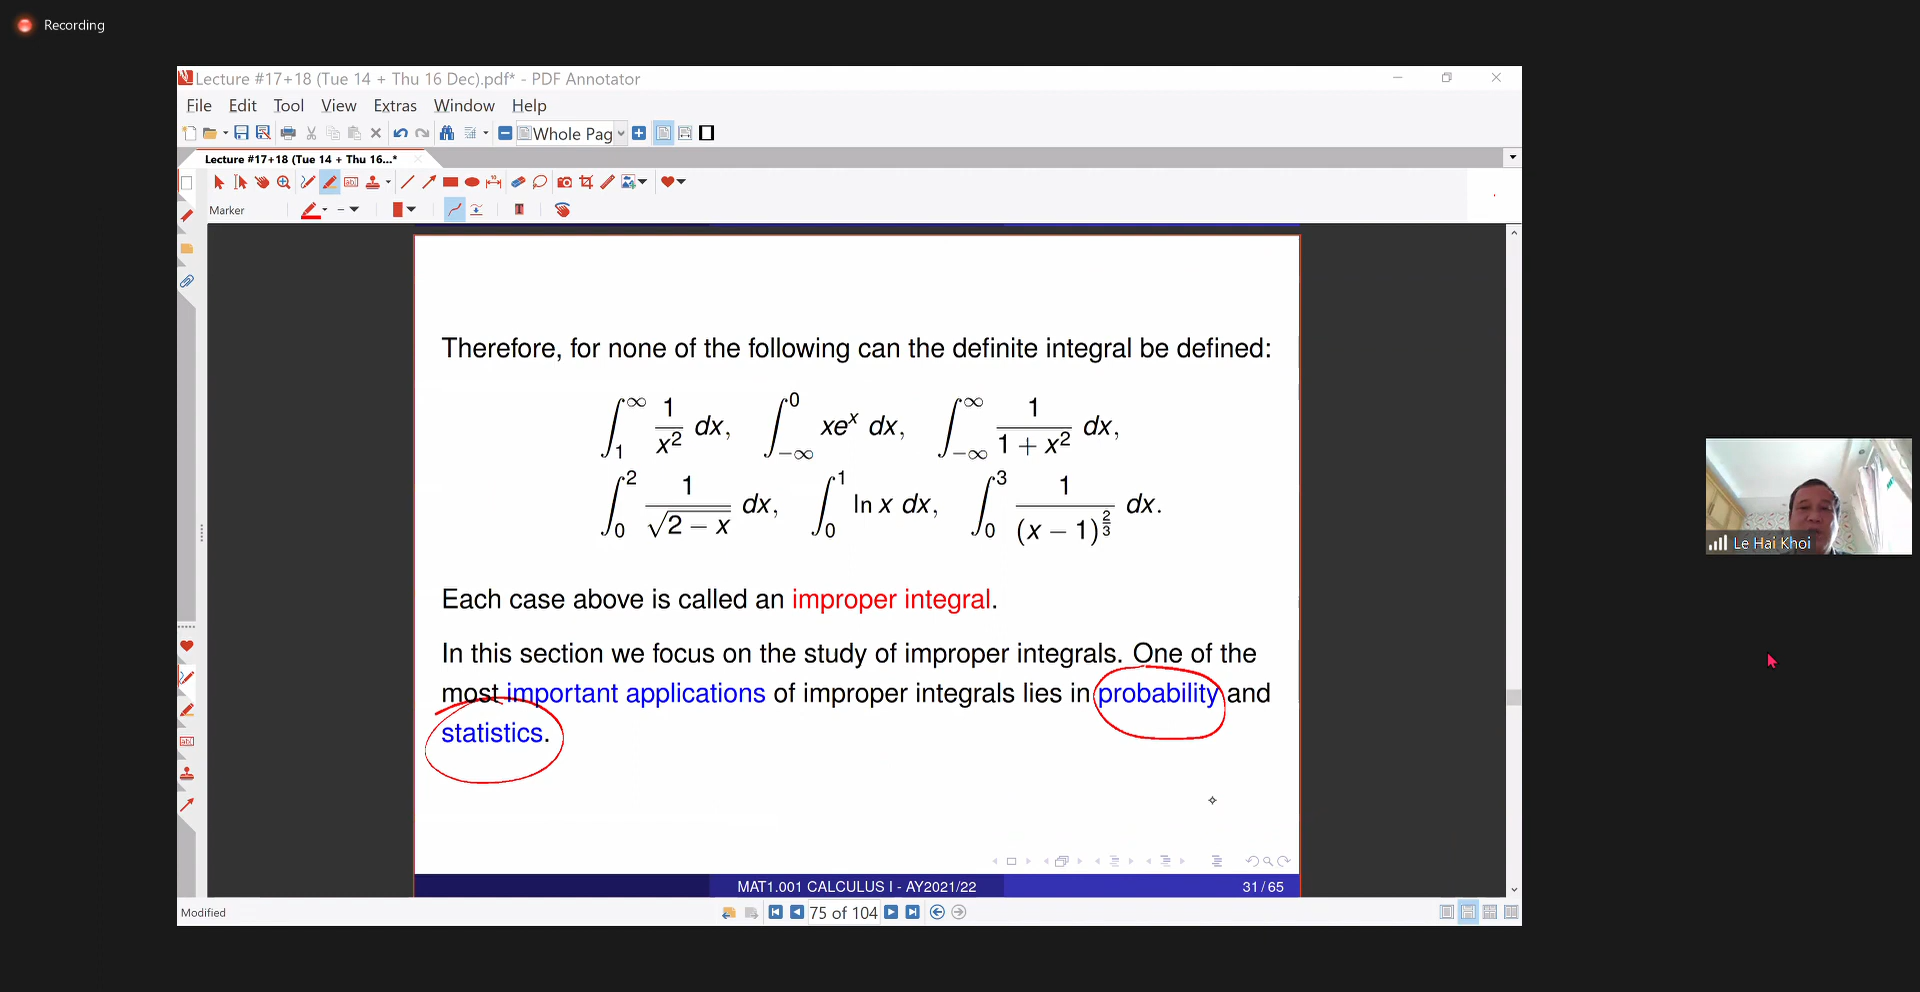 Recording
Lecture #17+18 (Tue 14 + Thu 16 Dec).pdf* - PDF Annotator
File Edit Tool View Extras Window Help
Whole Pag
Lecture #17+18 (Tue 14 + Thu 16...*
Marker
Therefore, for none of the following can the definite integral be defined:
∫_1^∞ 1/x² dx, ∫_{-∞}^0 xe^x dx, ∫_{-∞}^∞ 1/(1 + x²) dx,
∫_0^2 1/√(2 − x) dx, ∫_0^1 ln x dx, ∫_0^3 1/(x − 1)^{2/3} dx.
Each case above is called an improper integral.
In this section we focus on the study of improper integrals. One of the
most important applications of improper integrals lies in probability and
statistics.
Le Hai Khoi
MAT1.001 CALCULUS I - AY2021/22 31 / 65
Modified 75 of 104